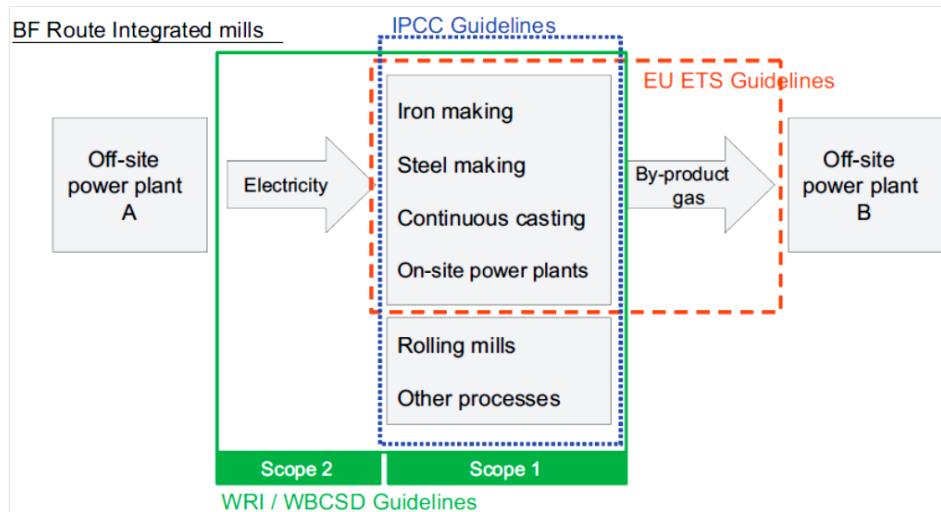 BF Route Integrated mills
IPCC Guidelines
EU ETS Guidelines
Off-site
power plant
A
Electricity
Iron making
Steel making
Continuous casting
On-site power plants
By-product
gas
Off-site
power plant
B
Rolling mills
Other processes
Scope 2
Scope 1
WRI / WBCSD Guidelines